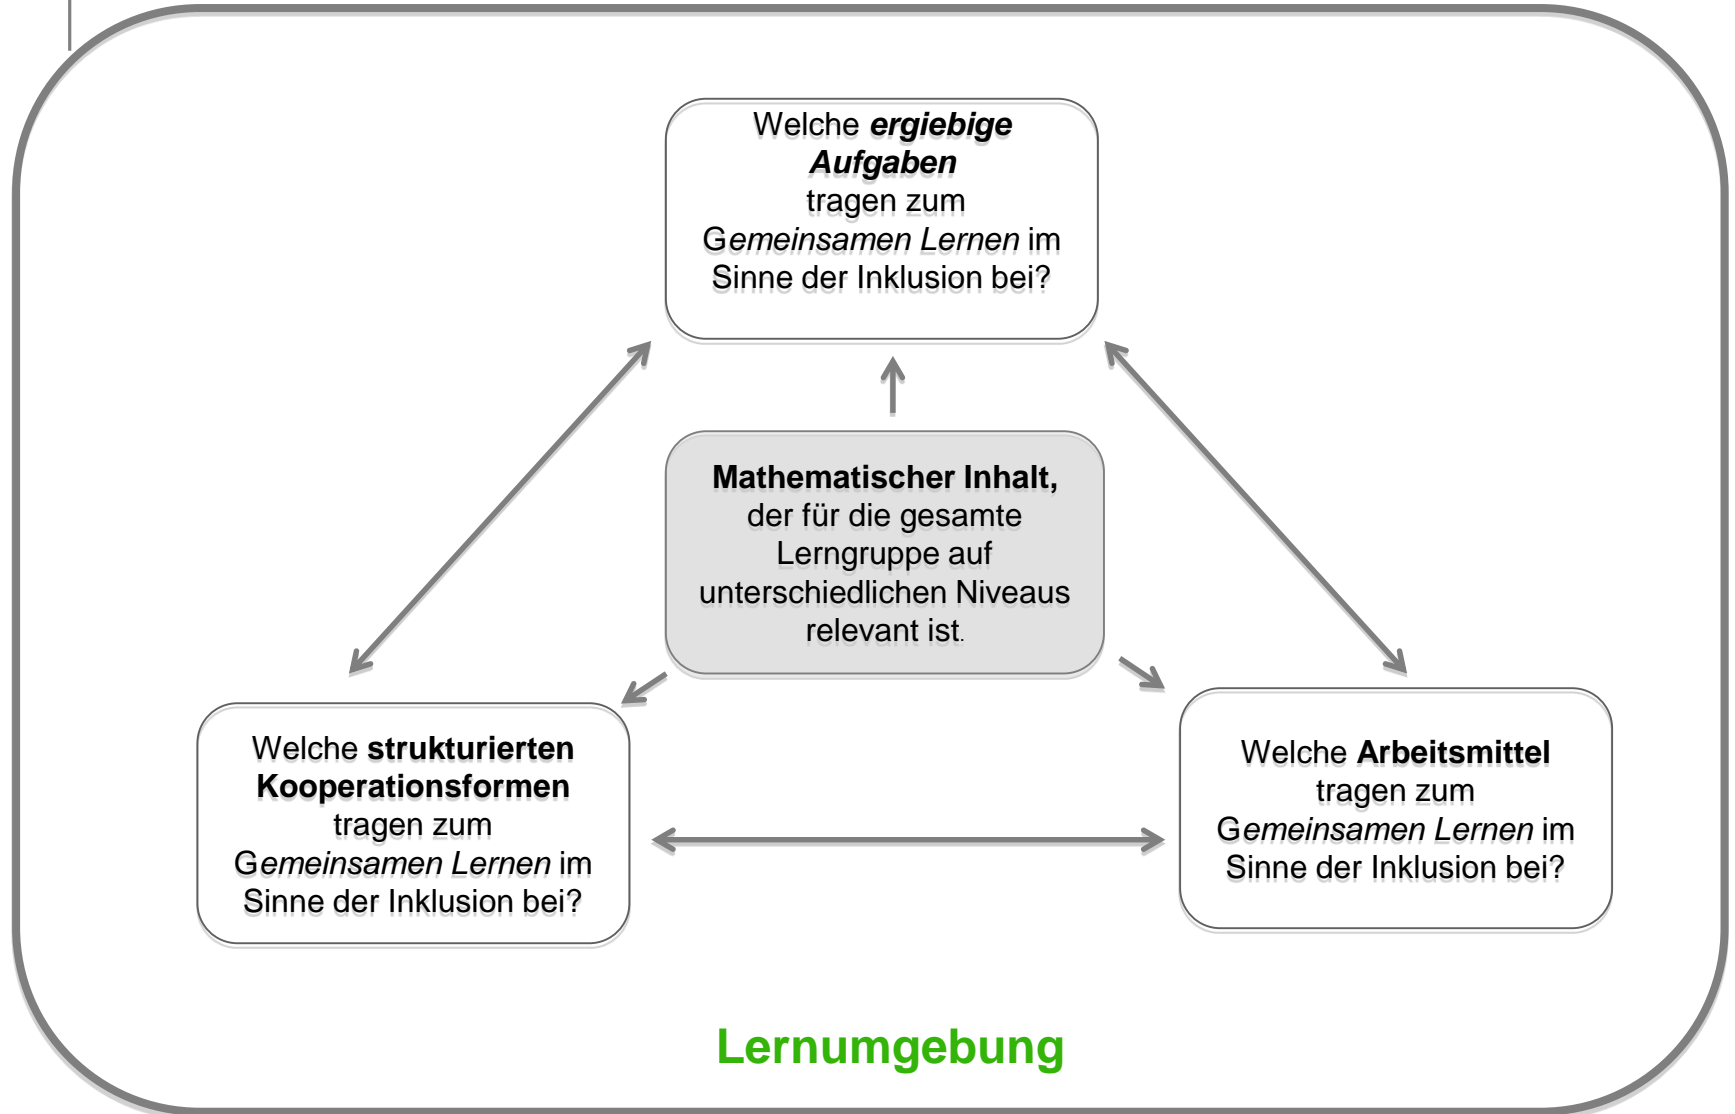 Welche ergiebige
Aufgaben
tragen zum
Gemeinsamen Lernen im
Sinne der Inklusion bei?
Mathematischer Inhalt,
der für die gesamte
Lerngruppe auf
unterschiedlichen Niveaus
relevant ist.
Welche strukturierten
Kooperationsformen
tragen zum
Gemeinsamen Lernen im
Sinne der Inklusion bei?
Welche Arbeitsmittel
tragen zum
Gemeinsamen Lernen im
Sinne der Inklusion bei?
Lernumgebung